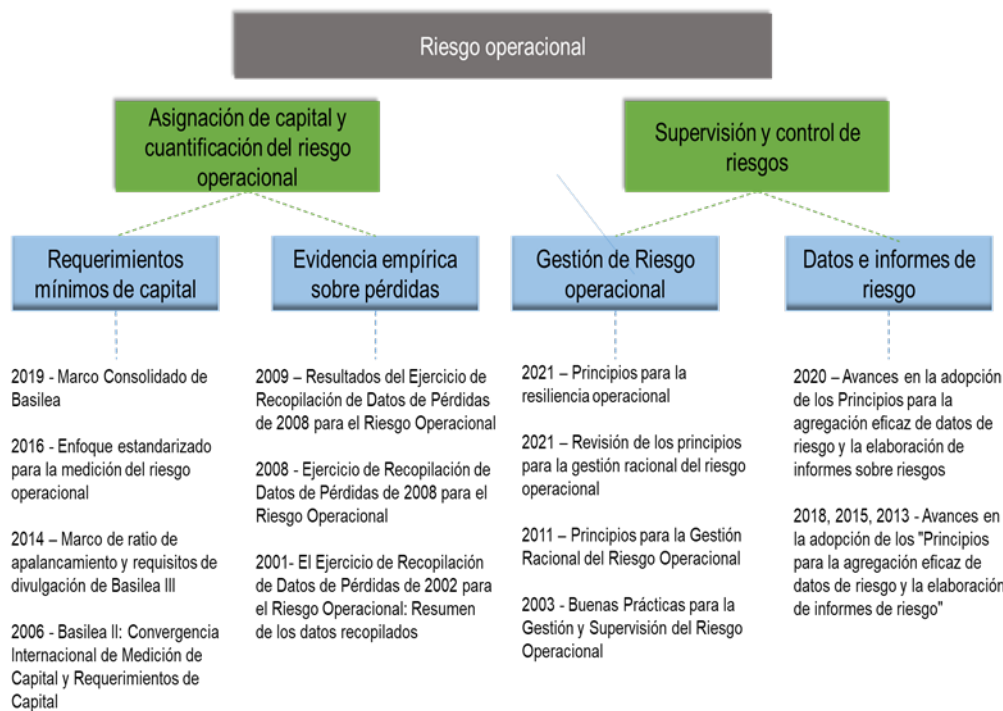 Riesgo operacional
Asignación de capital y
cuantificación del riesgo
operacional
Supervisión y control de
riesgos
Requerimientos
mínimos de capital
Evidencia empírica
sobre pérdidas
Gestión de Riesgo
operacional
Datos e informes de
riesgo
2019 - Marco Consolidado de
Basilea
2016 - Enfoque estandarizado
para la medición del riesgo
operacional
2014 – Marco de ratio de
apalancamiento y requisitos de
divulgación de Basilea III
2006 - Basilea II: Convergencia
Internacional de Medición de
Capital y Requerimientos de
Capital
2009 – Resultados del Ejercicio de
Recopilación de Datos de Pérdidas
de 2008 para el Riesgo Operacional
2008 - Ejercicio de Recopilación de
Datos de Pérdidas de 2008 para el
Riesgo Operacional
2001- El Ejercicio de Recopilación
de Datos de Pérdidas de 2002 para
el Riesgo Operacional: Resumen
de los datos recopilados
2021 – Principios para la
resiliencia operacional
2021 – Revisión de los principios
para la gestión racional del riesgo
operacional
2011 – Principios para la Gestión
Racional del Riesgo Operacional
2003 - Buenas Prácticas para la
Gestión y Supervisión del Riesgo
Operacional
2020 – Avances en la adopción
de los Principios para la
agregación eficaz de datos de
riesgo y la elaboración de
informes sobre riesgos
2018, 2015, 2013 - Avances en
la adopción de los "Principios
para la agregación eficaz de
datos de riesgo y la elaboración
de informes de riesgo"